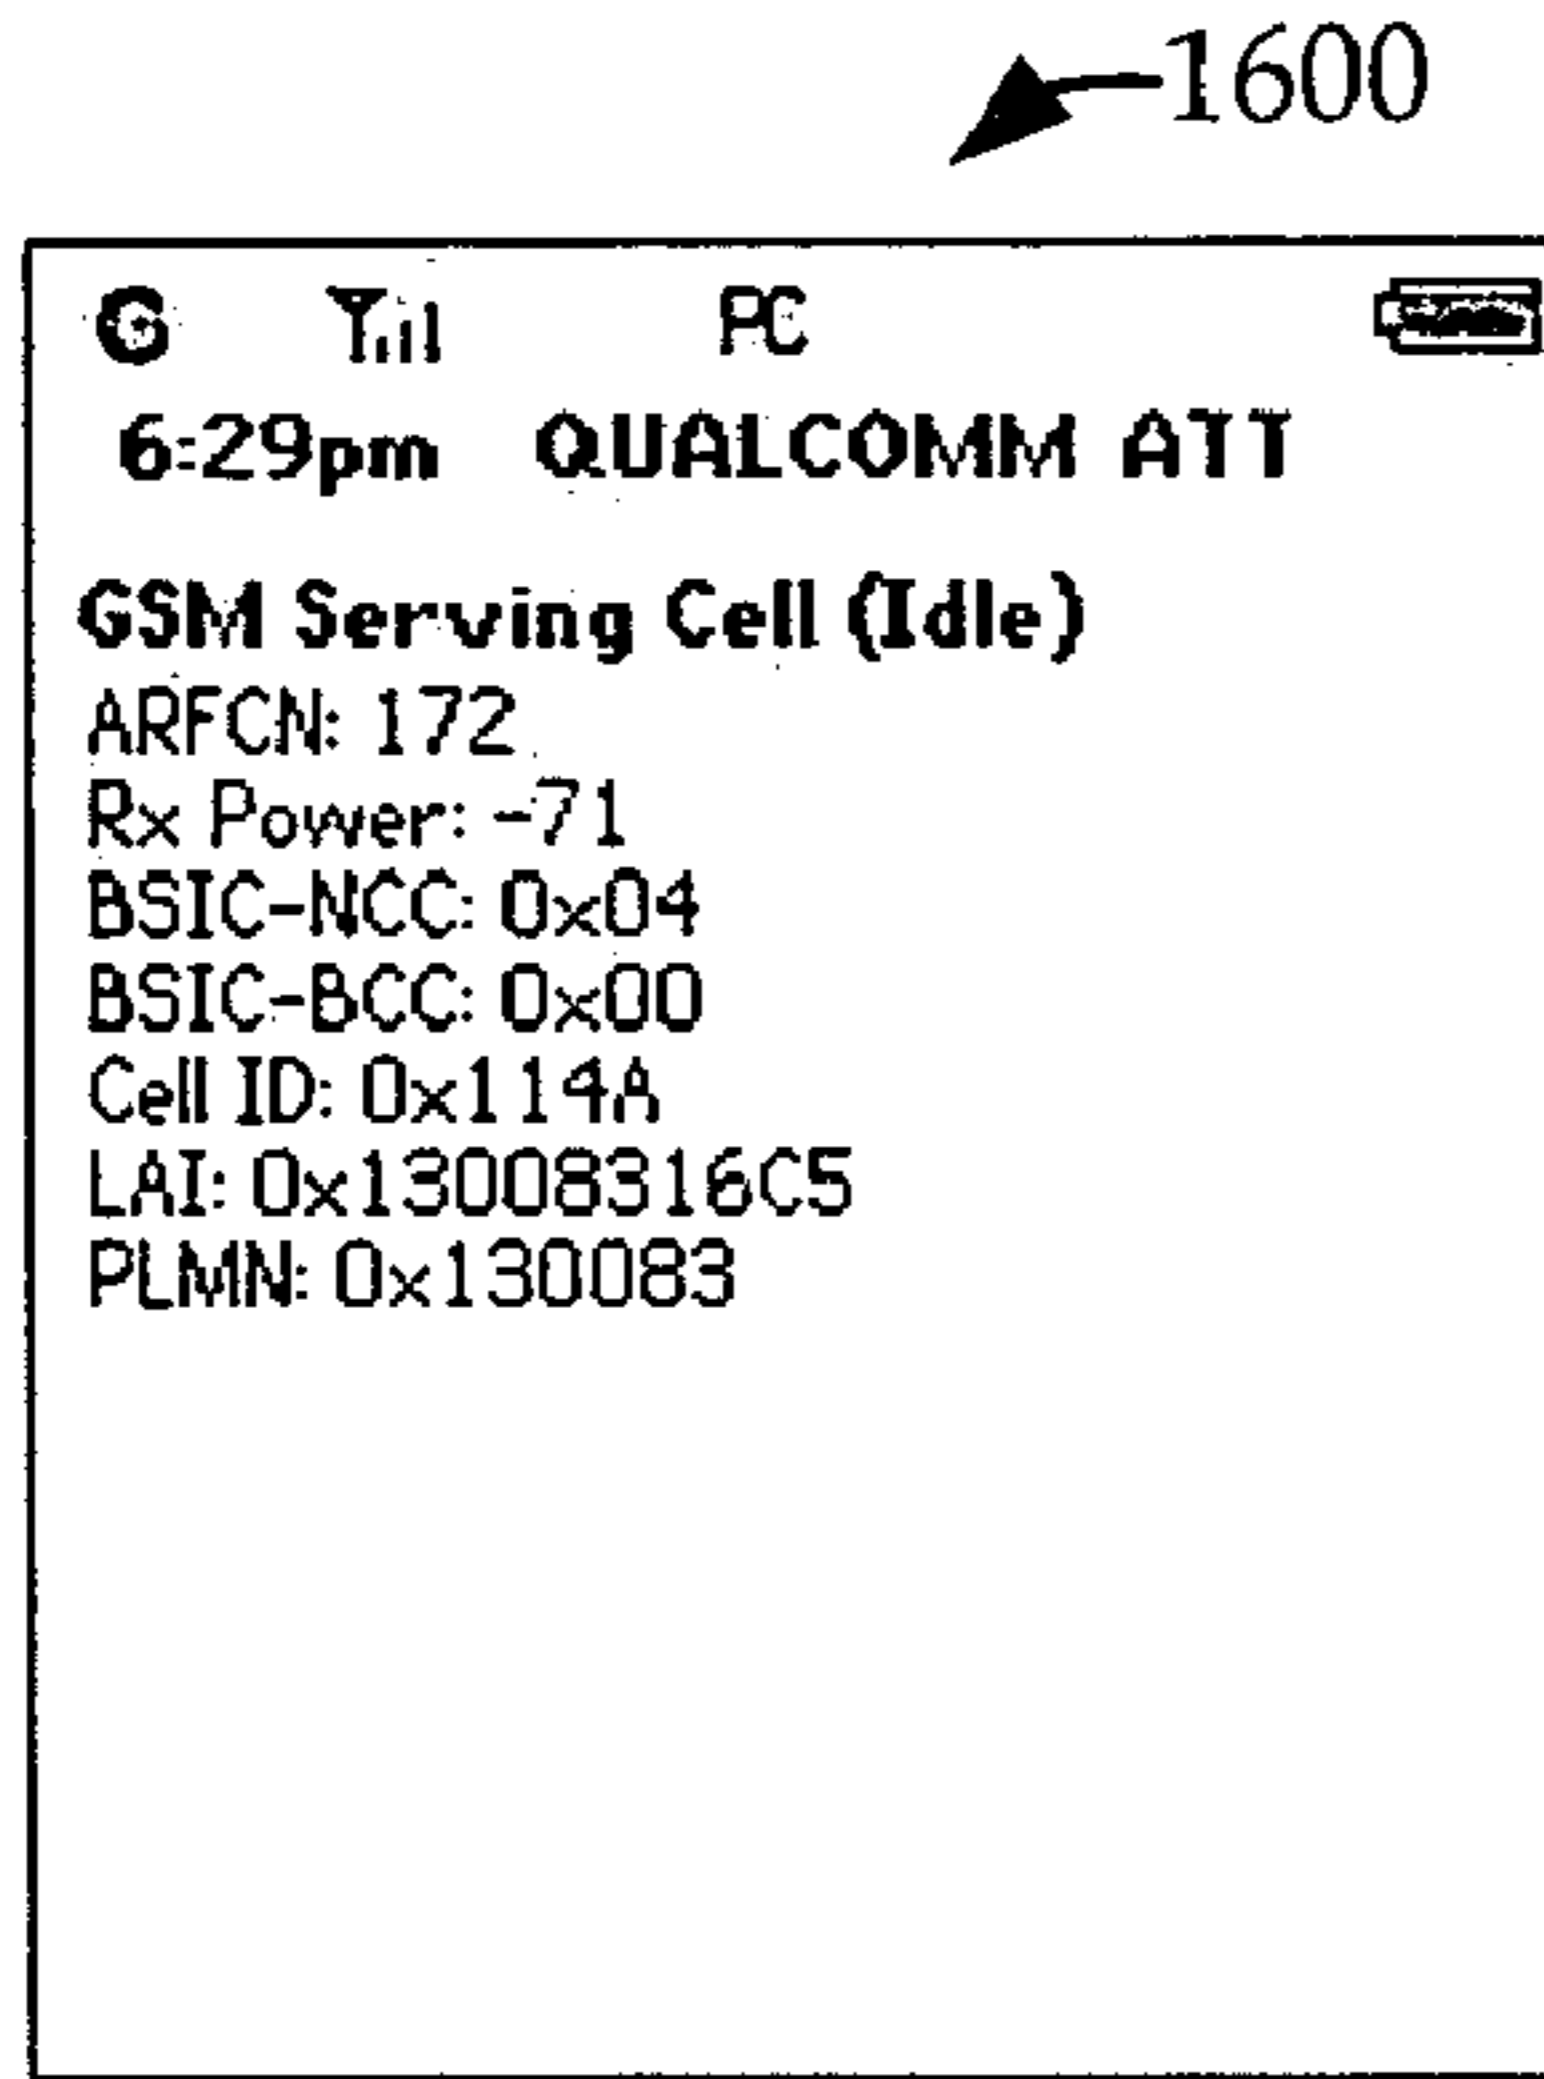 1600
PC
6:29pm QUALCOMM ATT
GSM Serving Cell (Idle)
ARFCN: 172
Rx Power: -71
BSIC-NCC: 0x04
BSIC-BCC: 0x00
Cell ID: 0x114A
LAI: 0x13008316C5
PLMN: 0x130083